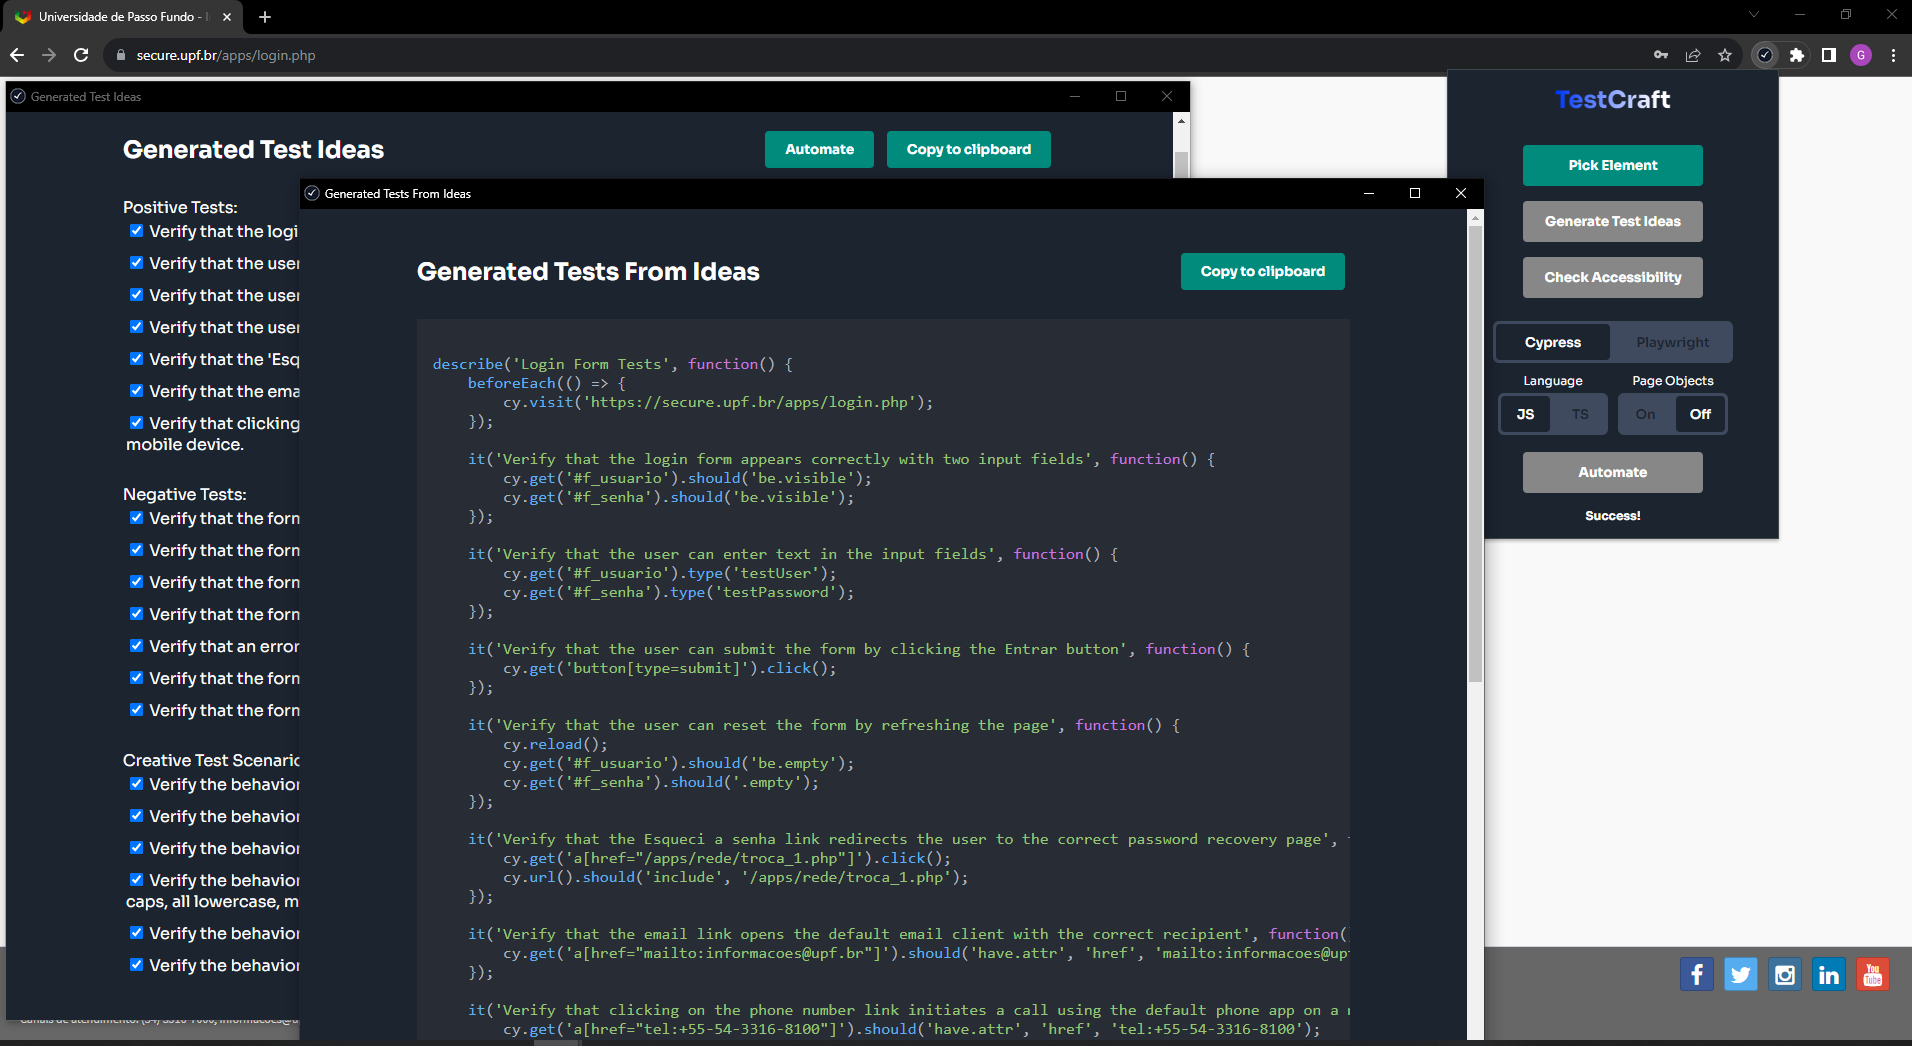 Universidade de Passo Fundo - I
secure.upf.br/apps/login.php
G
Generated Test Ideas
Generated Test Ideas
Automate
Copy to clipboard
Positive Tests:
Verify that the logi
Verify that the user
Verify that the user
Verify that the user
Verify that the 'Esq
Verify that the ema
Verify that clicking
mobile device.
Negative Tests:
Verify that the form
Verify that the form
Verify that the form
Verify that the form
Verify that an error
Verify that the form
Verify that the form
Creative Test Scenario
Verify the behavior
Verify the behavior
Verify the behavior
Verify the behavior
caps, all lowercase, m
Verify the behavior
Verify the behavior
Generated Tests From Ideas
Generated Tests From Ideas
Copy to clipboard
describe('Login Form Tests', function() {
beforeEach(() => {
cy.visit('https://secure.upf.br/apps/login.php');
});
it('Verify that the login form appears correctly with two input fields', function() {
cy.get('#f_usuario').should('be.visible');
cy.get('#f_senha').should('be.visible');
});
it('Verify that the user can enter text in the input fields', function() {
cy.get('#f_usuario').type('testUser');
cy.get('#f_senha').type('testPassword');
});
it('Verify that the user can submit the form by clicking the Entrar button', function() {
cy.get('button[type=submit]').click();
});
it('Verify that the user can reset the form by refreshing the page', function() {
cy.reload();
cy.get('#f_usuario').should('be.empty');
cy.get('#f_senha').should('.empty');
});
it('Verify that the Esqueci a senha link redirects the user to the correct password recovery page',
cy.get('a[href="/apps/rede/troca_1.php"]').click();
cy.url().should('include', '/apps/rede/troca_1.php');
});
it('Verify that the email link opens the default email client with the correct recipient', function(
cy.get('a[href="mailto:informacoes@upf.br"]').should('have.attr', 'href', 'mailto:informacoes@up
});
it('Verify that clicking on the phone number link initiates a call using the default phone app on a
cy.get('a[href="tel:+55-54-3316-8100"]').should('have.attr', 'href', 'tel:+55-54-3316-8100');
TestCraft
Pick Element
Generate Test Ideas
Check Accessibility
Cypress
Playwright
Language
Page Objects
JS
TS
On
Off
Automate
Success!
f
in
You
Tube